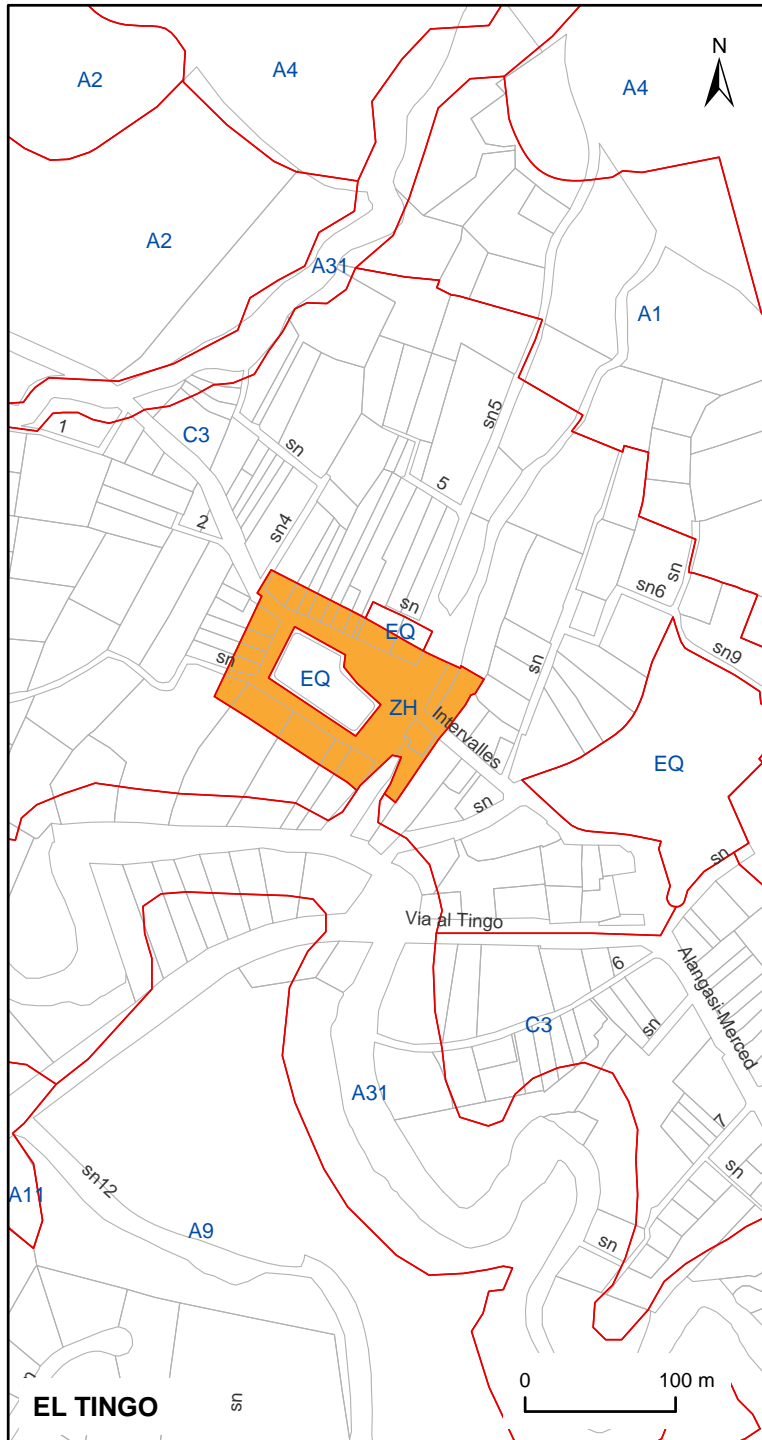 N
A4
A2
A4
A2
A31
A1
sn5
1
C3
sn
5
2
sn4
sn
sn6
sn
EQ
sn
sn
sn9
EQ
ZH
Intervalles
EQ
sn
sn
Via al Tingo
6
Alangasi-Merced
C3
sn
A31
7
sn
sn12
A11
A9
sn
sn
sn
EL TINGO
0 100 m